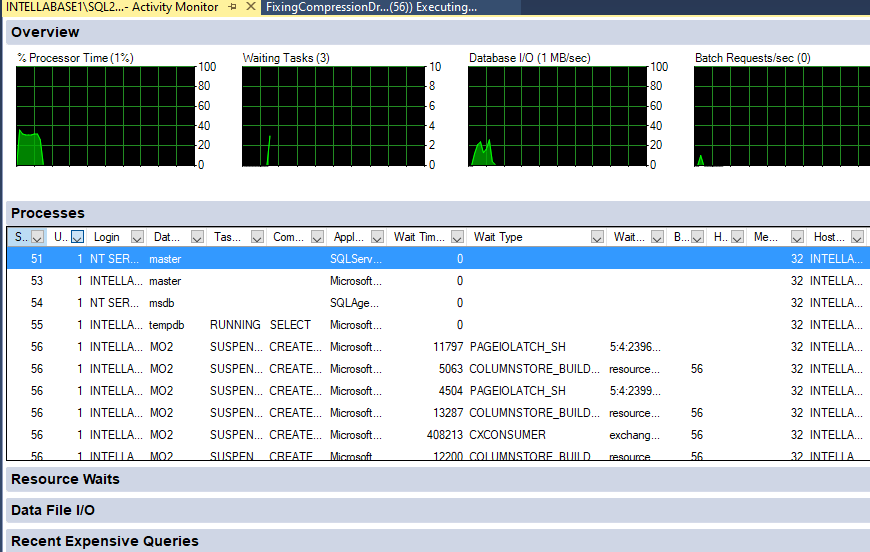 INTELLABASE1\SQL2...- Activity Monitor FixingCompressionDr...(56)) Executing...
Overview
% Processor Time (1%) Waiting Tasks (3) Database I/O (1 MB/sec) Batch Requests/sec (0)
100 10 100 100
80 8 80 80
60 6 60 60
40 4 40 40
20 2 20 20
0 0 0 0
Processes
S.. U.. Login Dat... Tas... Com... Appl... Wait Tim... Wait Type Wait... B... H.. Me... Host...
51 1 NT SER... master SQLServ... 0 32 INTELLA...
53 1 INTELLA... master Microsoft... 0 32 INTELLA...
54 1 NT SER... msdb SQLAge... 0 32 INTELLA...
55 1 INTELLA... tempdb RUNNING SELECT Microsoft... 0 32 INTELLA...
56 1 INTELLA... MO2 SUSPEN... CREATE... Microsoft... 11797 PAGEIOLATCH_SH 5:4:2396... 32 INTELLA...
56 1 INTELLA... MO2 SUSPEN... CREATE... Microsoft... 5063 COLUMNSTORE_BUILD... resource... 56 32 INTELLA...
56 1 INTELLA... MO2 SUSPEN... CREATE... Microsoft... 4504 PAGEIOLATCH_SH 5:4:2399... 32 INTELLA...
56 1 INTELLA... MO2 SUSPEN... CREATE... Microsoft... 13287 COLUMNSTORE_BUILD... resource... 56 32 INTELLA...
56 1 INTELLA... MO2 SUSPEN... CREATE... Microsoft... 408213 CXCONSUMER exchang... 56 32 INTELLA...
56 1 INTELLA... MO2 SUSPEN... CREATE... Microsoft... 12200 COLUMNSTORE_BUILD... resource... 56 32 INTELLA...
Resource Waits
Data File I/O
Recent Expensive Queries